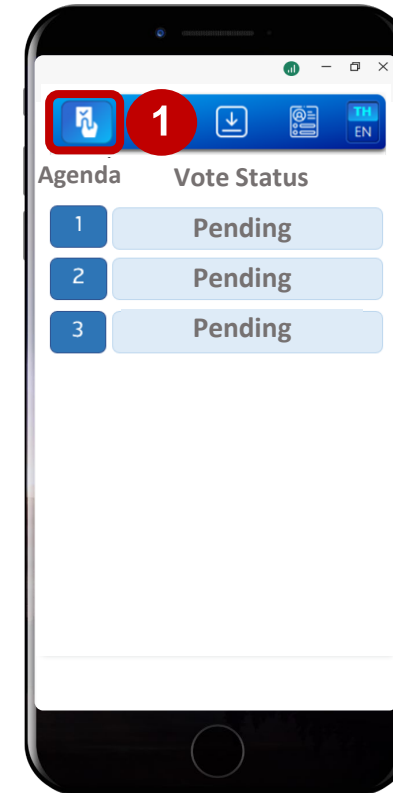 1
TH
EN
Agenda Vote Status
1 Pending
2 Pending
3 Pending